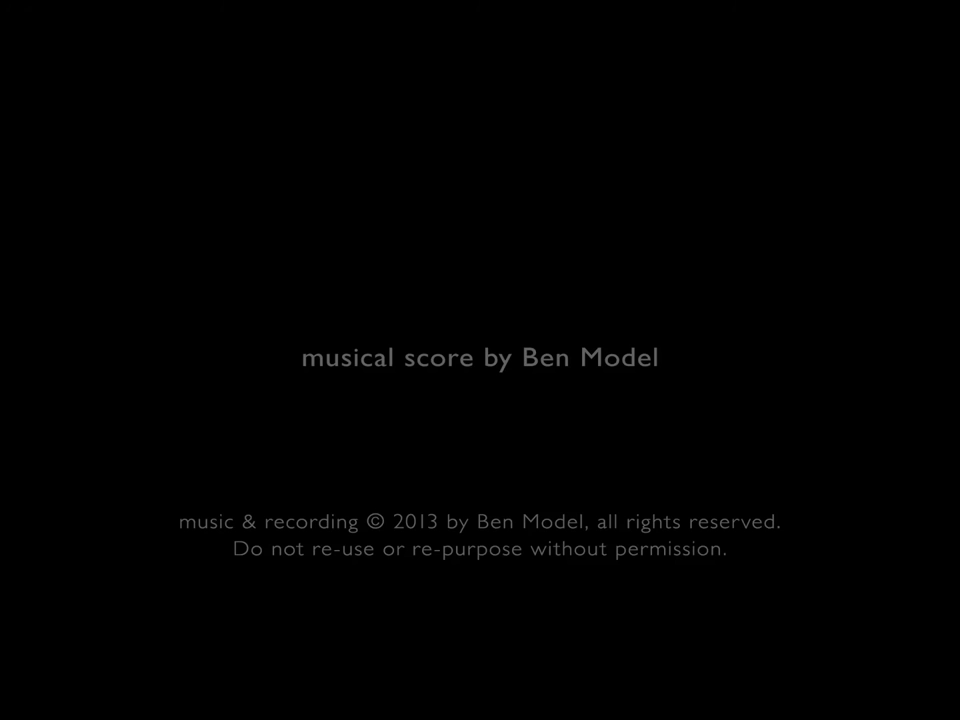 musical score by Ben Model
music & recording © 2013 by Ben Model, all rights reserved.
Do not re-use or re-purpose without permission.